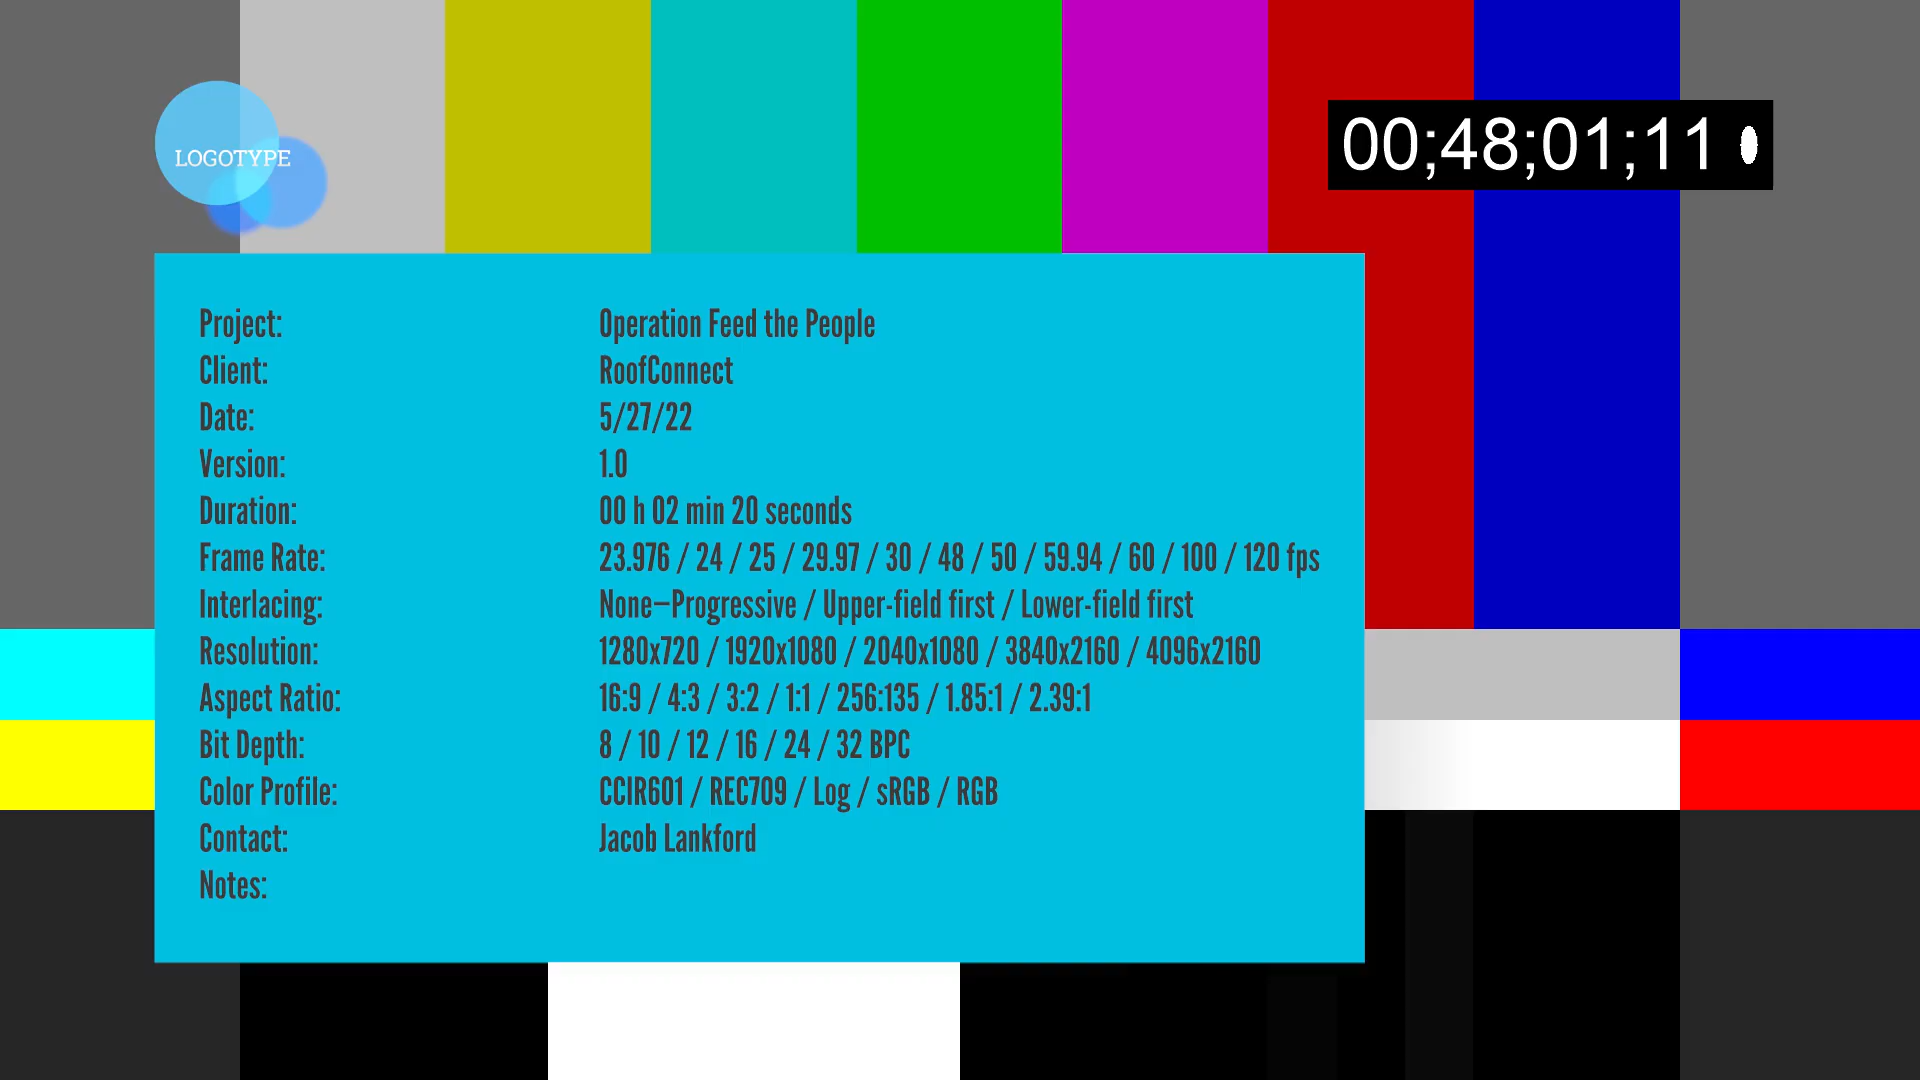 LOGOTYPE
00;48;01;11
Project: Operation Feed the People
Client: RoofConnect
Date: 5/27/22
Version: 1.0
Duration: 00 h 02 min 20 seconds
Frame Rate: 23.976 / 24 / 25 / 29.97 / 30 / 48 / 50 / 59.94 / 60 / 100 / 120 fps
Interlacing: None–Progressive / Upper-field first / Lower-field first
Resolution: 1280x720 / 1920x1080 / 2040x1080 / 3840x2160 / 4096x2160
Aspect Ratio: 16:9 / 4:3 / 3:2 / 1:1 / 256:135 / 1.85:1 / 2.39:1
Bit Depth: 8 / 10 / 12 / 16 / 24 / 32 BPC
Color Profile: CCIR601 / REC709 / Log / sRGB / RGB
Contact: Jacob Lankford
Notes: